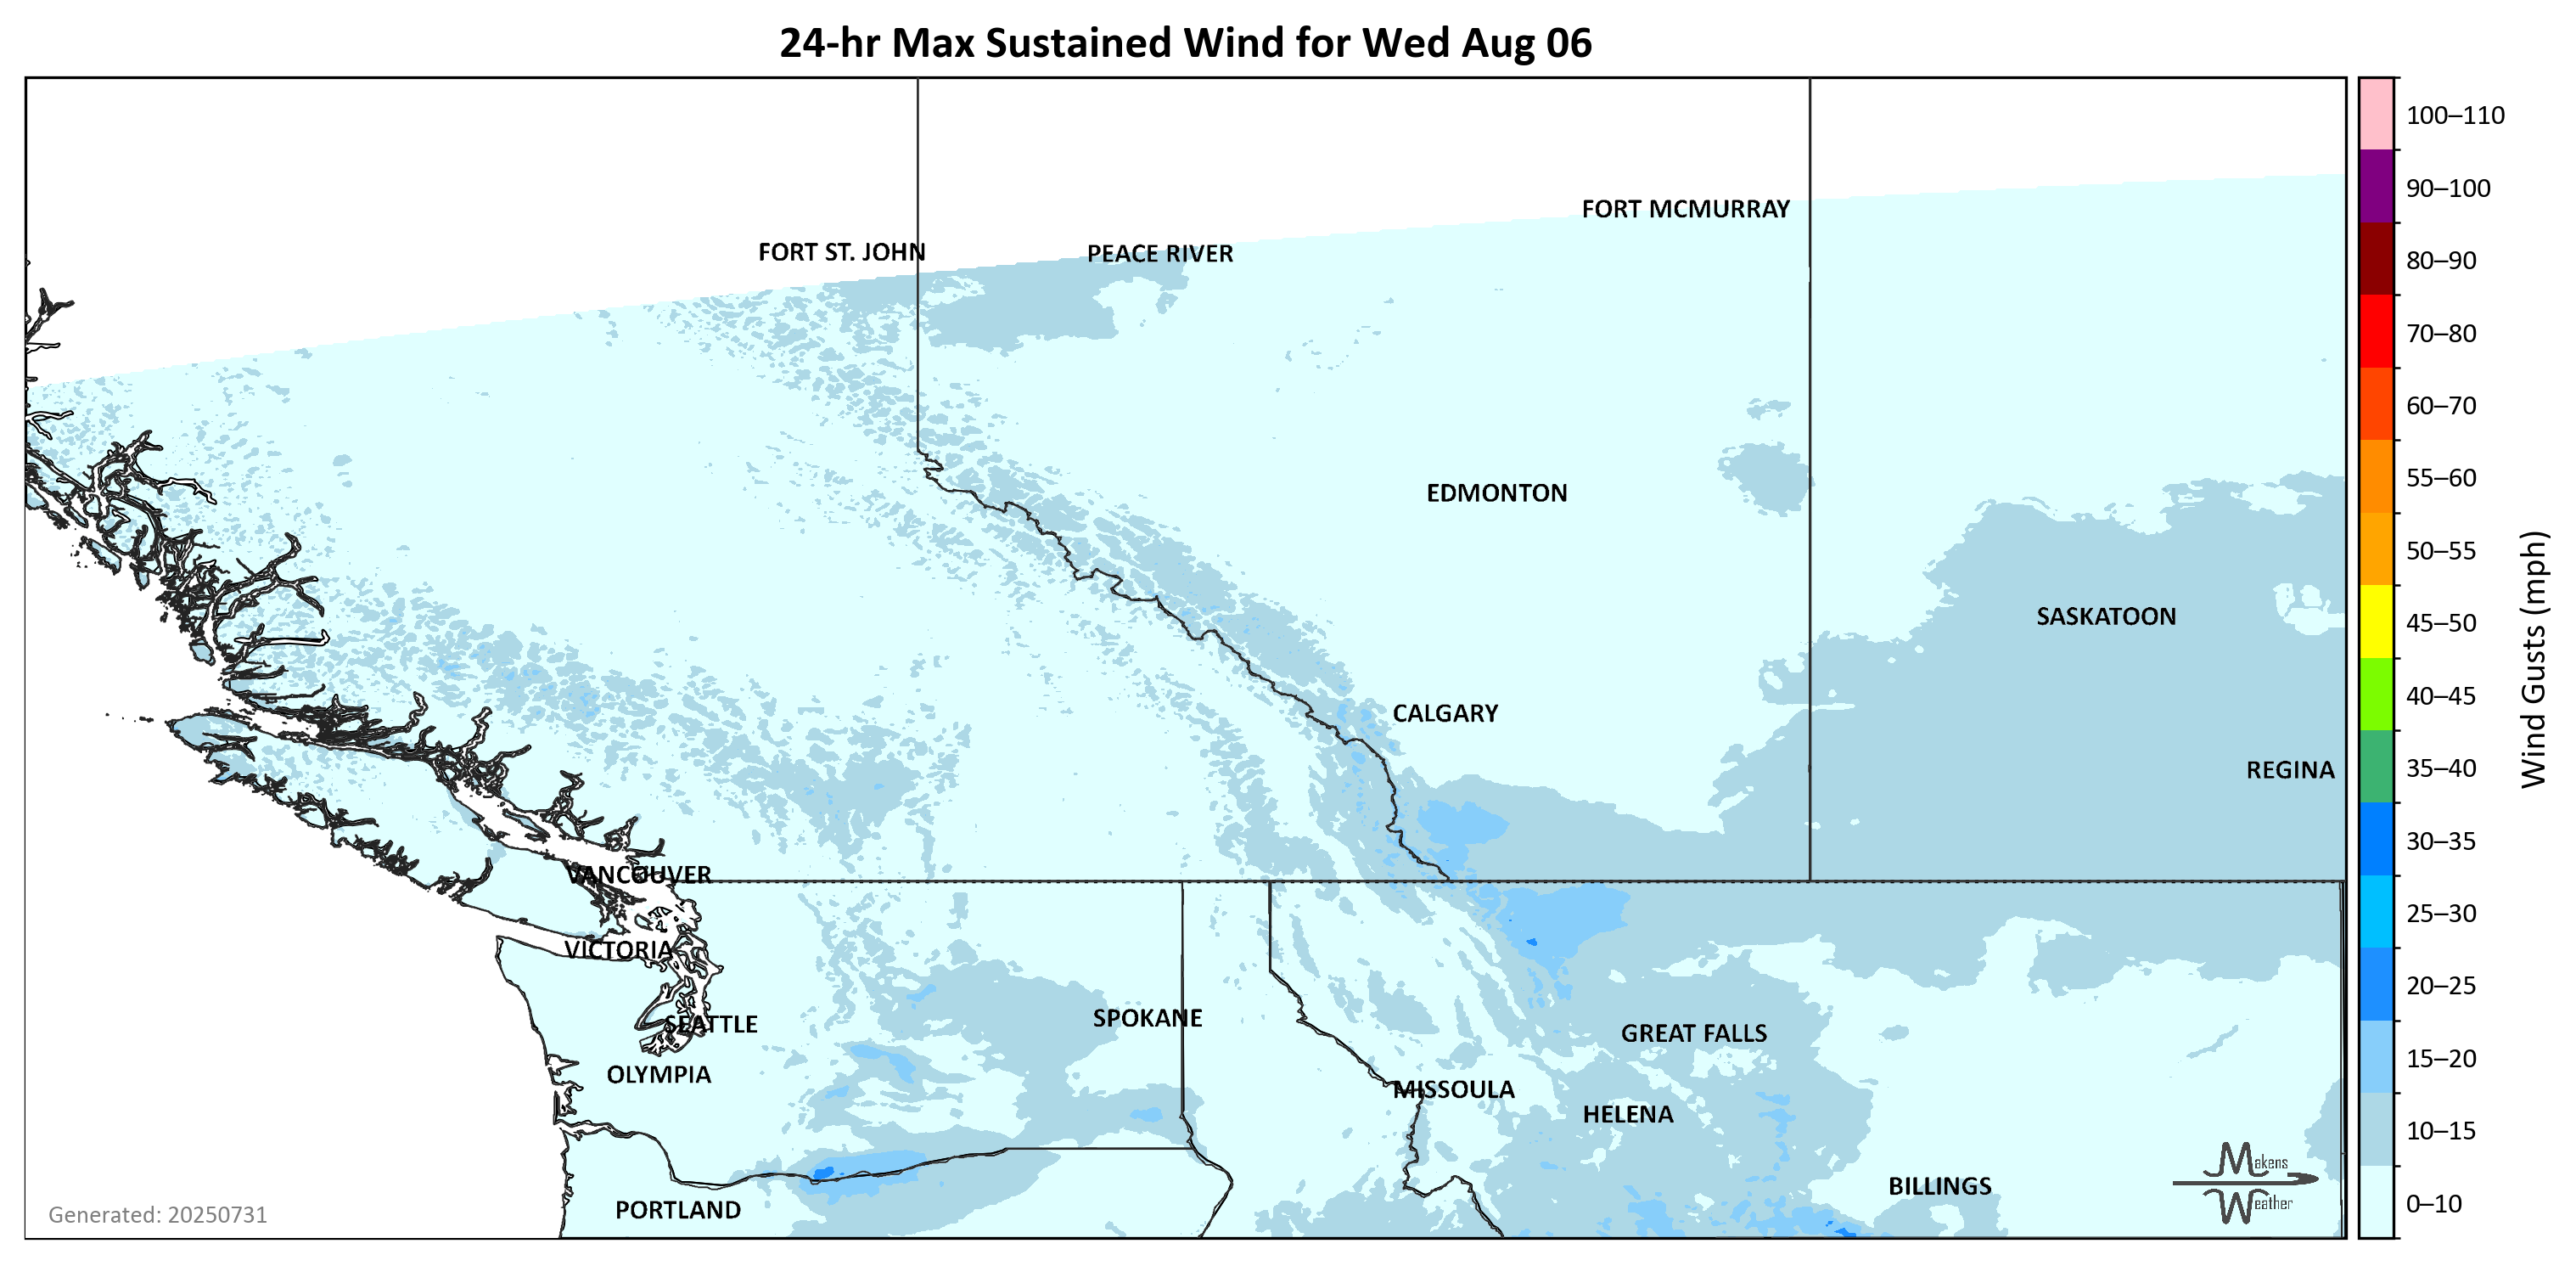 24-hr Max Sustained Wind for Wed Aug 06
100–110
FORT MCMURRAY
90–100
FORT ST. JOHN
PEACE RIVER
80–90
70–80
60–70
EDMONTON
55–60
50–55
SASKATOON
45–50
Wind Gusts (mph)
CALGARY
40–45
REGINA
35–40
30–35
VANCOUVER
25–30
VICTORIA
20–25
SEATTLE
SPOKANE
GREAT FALLS
15–20
OLYMPIA
MISSOULA
HELENA
10–15
Makens
Weather
BILLINGS
PORTLAND
0–10
Generated: 20250731